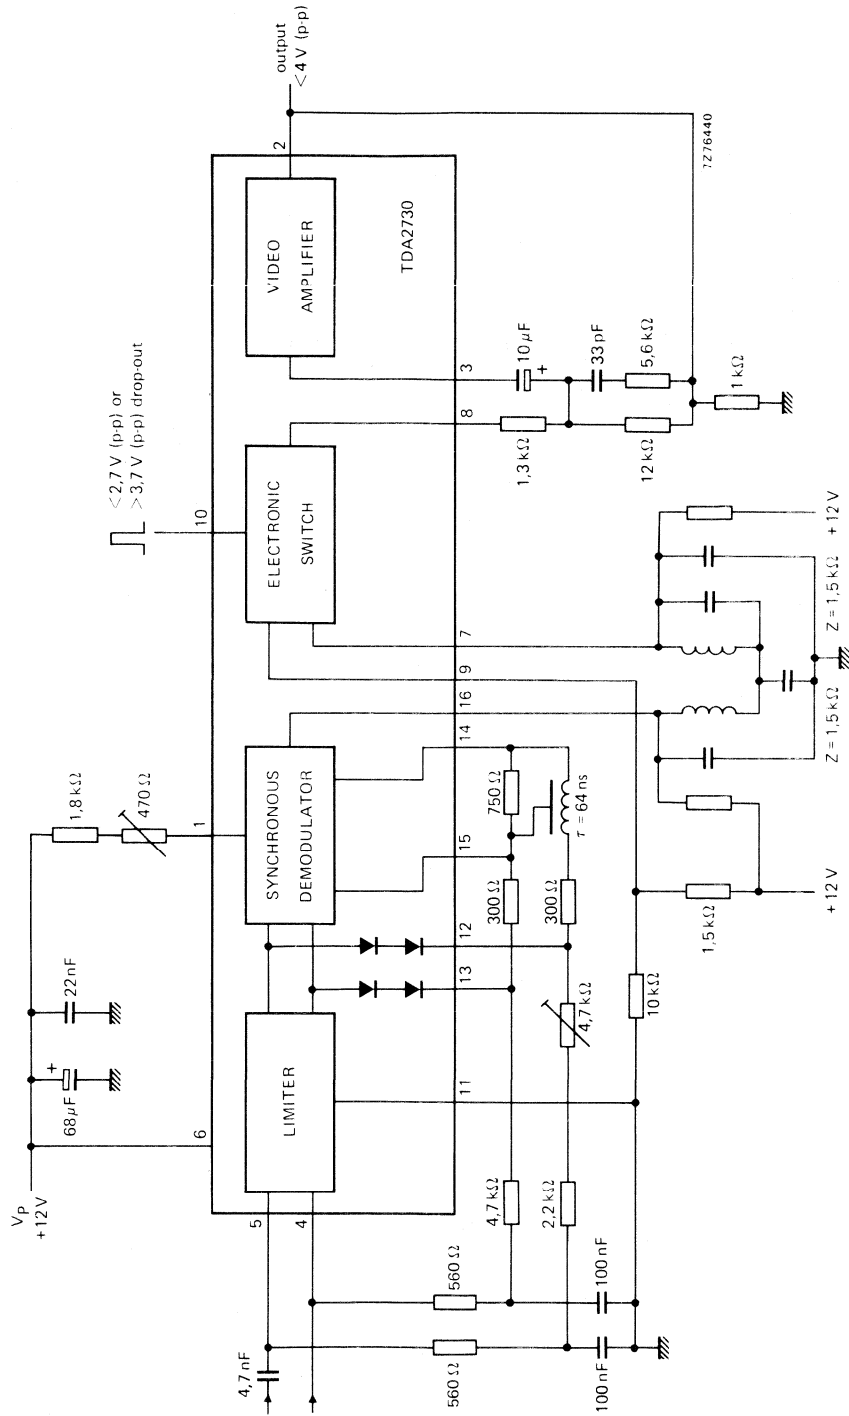 Vp
+12 V
68 μF
+
22 nF
1,8 kΩ
470 Ω
<2,7 V (p-p) or
>3,7 V (p-p) drop-out
output
<4 V (p-p)
6
1
10
2
LIMITER
SYNCHRONOUS
DEMODULATOR
ELECTRONIC
SWITCH
VIDEO
AMPLIFIER
TDA2730
5
4
11
13
12
15
14
16
9
7
8
3
4,7 nF
560 Ω
560 Ω
4,7 kΩ
2,2 kΩ
100 nF
100 nF
4,7 kΩ
300 Ω
300 Ω
750 Ω
τ = 64 ns
10 kΩ
1,5 kΩ
+12 V
Z = 1,5 kΩ
Z = 1,5 kΩ
+12 V
1,3 kΩ
10 μF
+
33 pF
12 kΩ
5,6 kΩ
1 kΩ
7Z76440